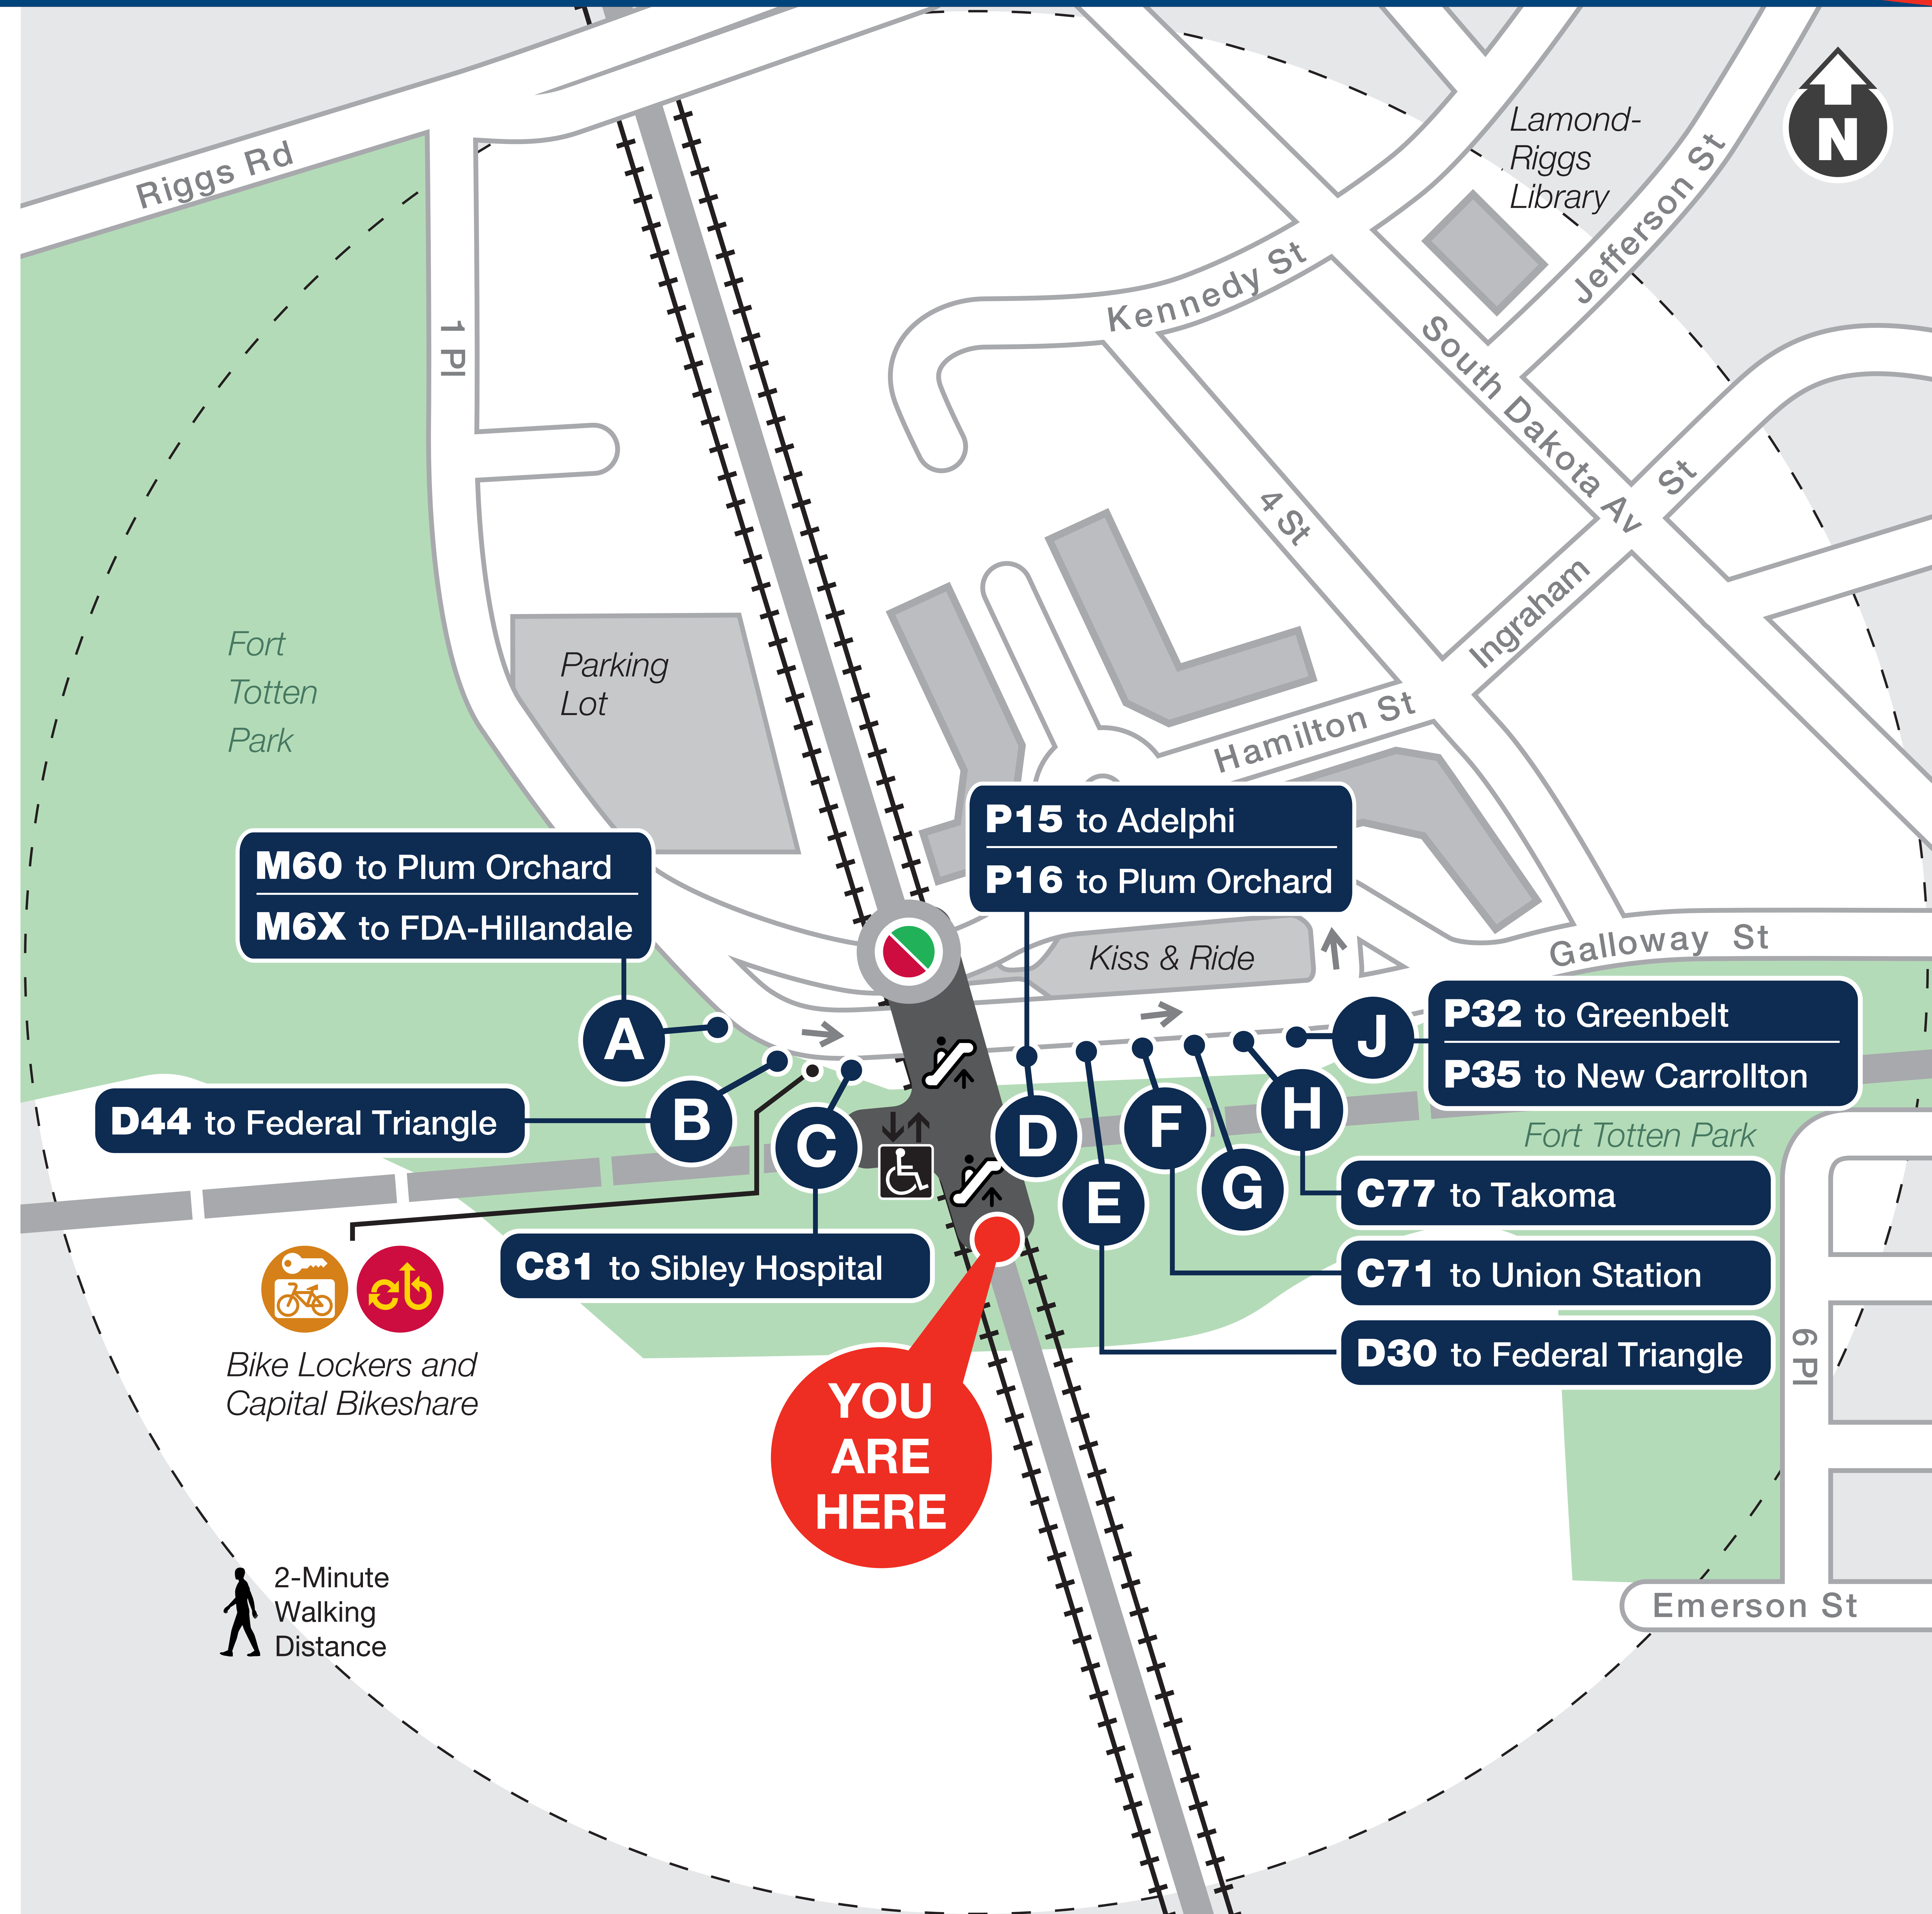 N
Lamond-
Riggs
Library
Riggs Rd
Jefferson St
Kennedy St
1 Pl
South Dakota Av
4 St
Ingraham St
Fort
Totten
Park
Parking
Lot
Hamilton St
M60 to Plum Orchard
M6X to FDA-Hillandale
P15 to Adelphi
P16 to Plum Orchard
Galloway St
Kiss & Ride
A
J
P32 to Greenbelt
P35 to New Carrollton
D44 to Federal Triangle
B
C
D
E
F
G
H
Fort Totten Park
C77 to Takoma
C81 to Sibley Hospital
C71 to Union Station
D30 to Federal Triangle
6 Pl
Bike Lockers and
Capital Bikeshare
YOU
ARE
HERE
2-Minute
Walking
Distance
Emerson St